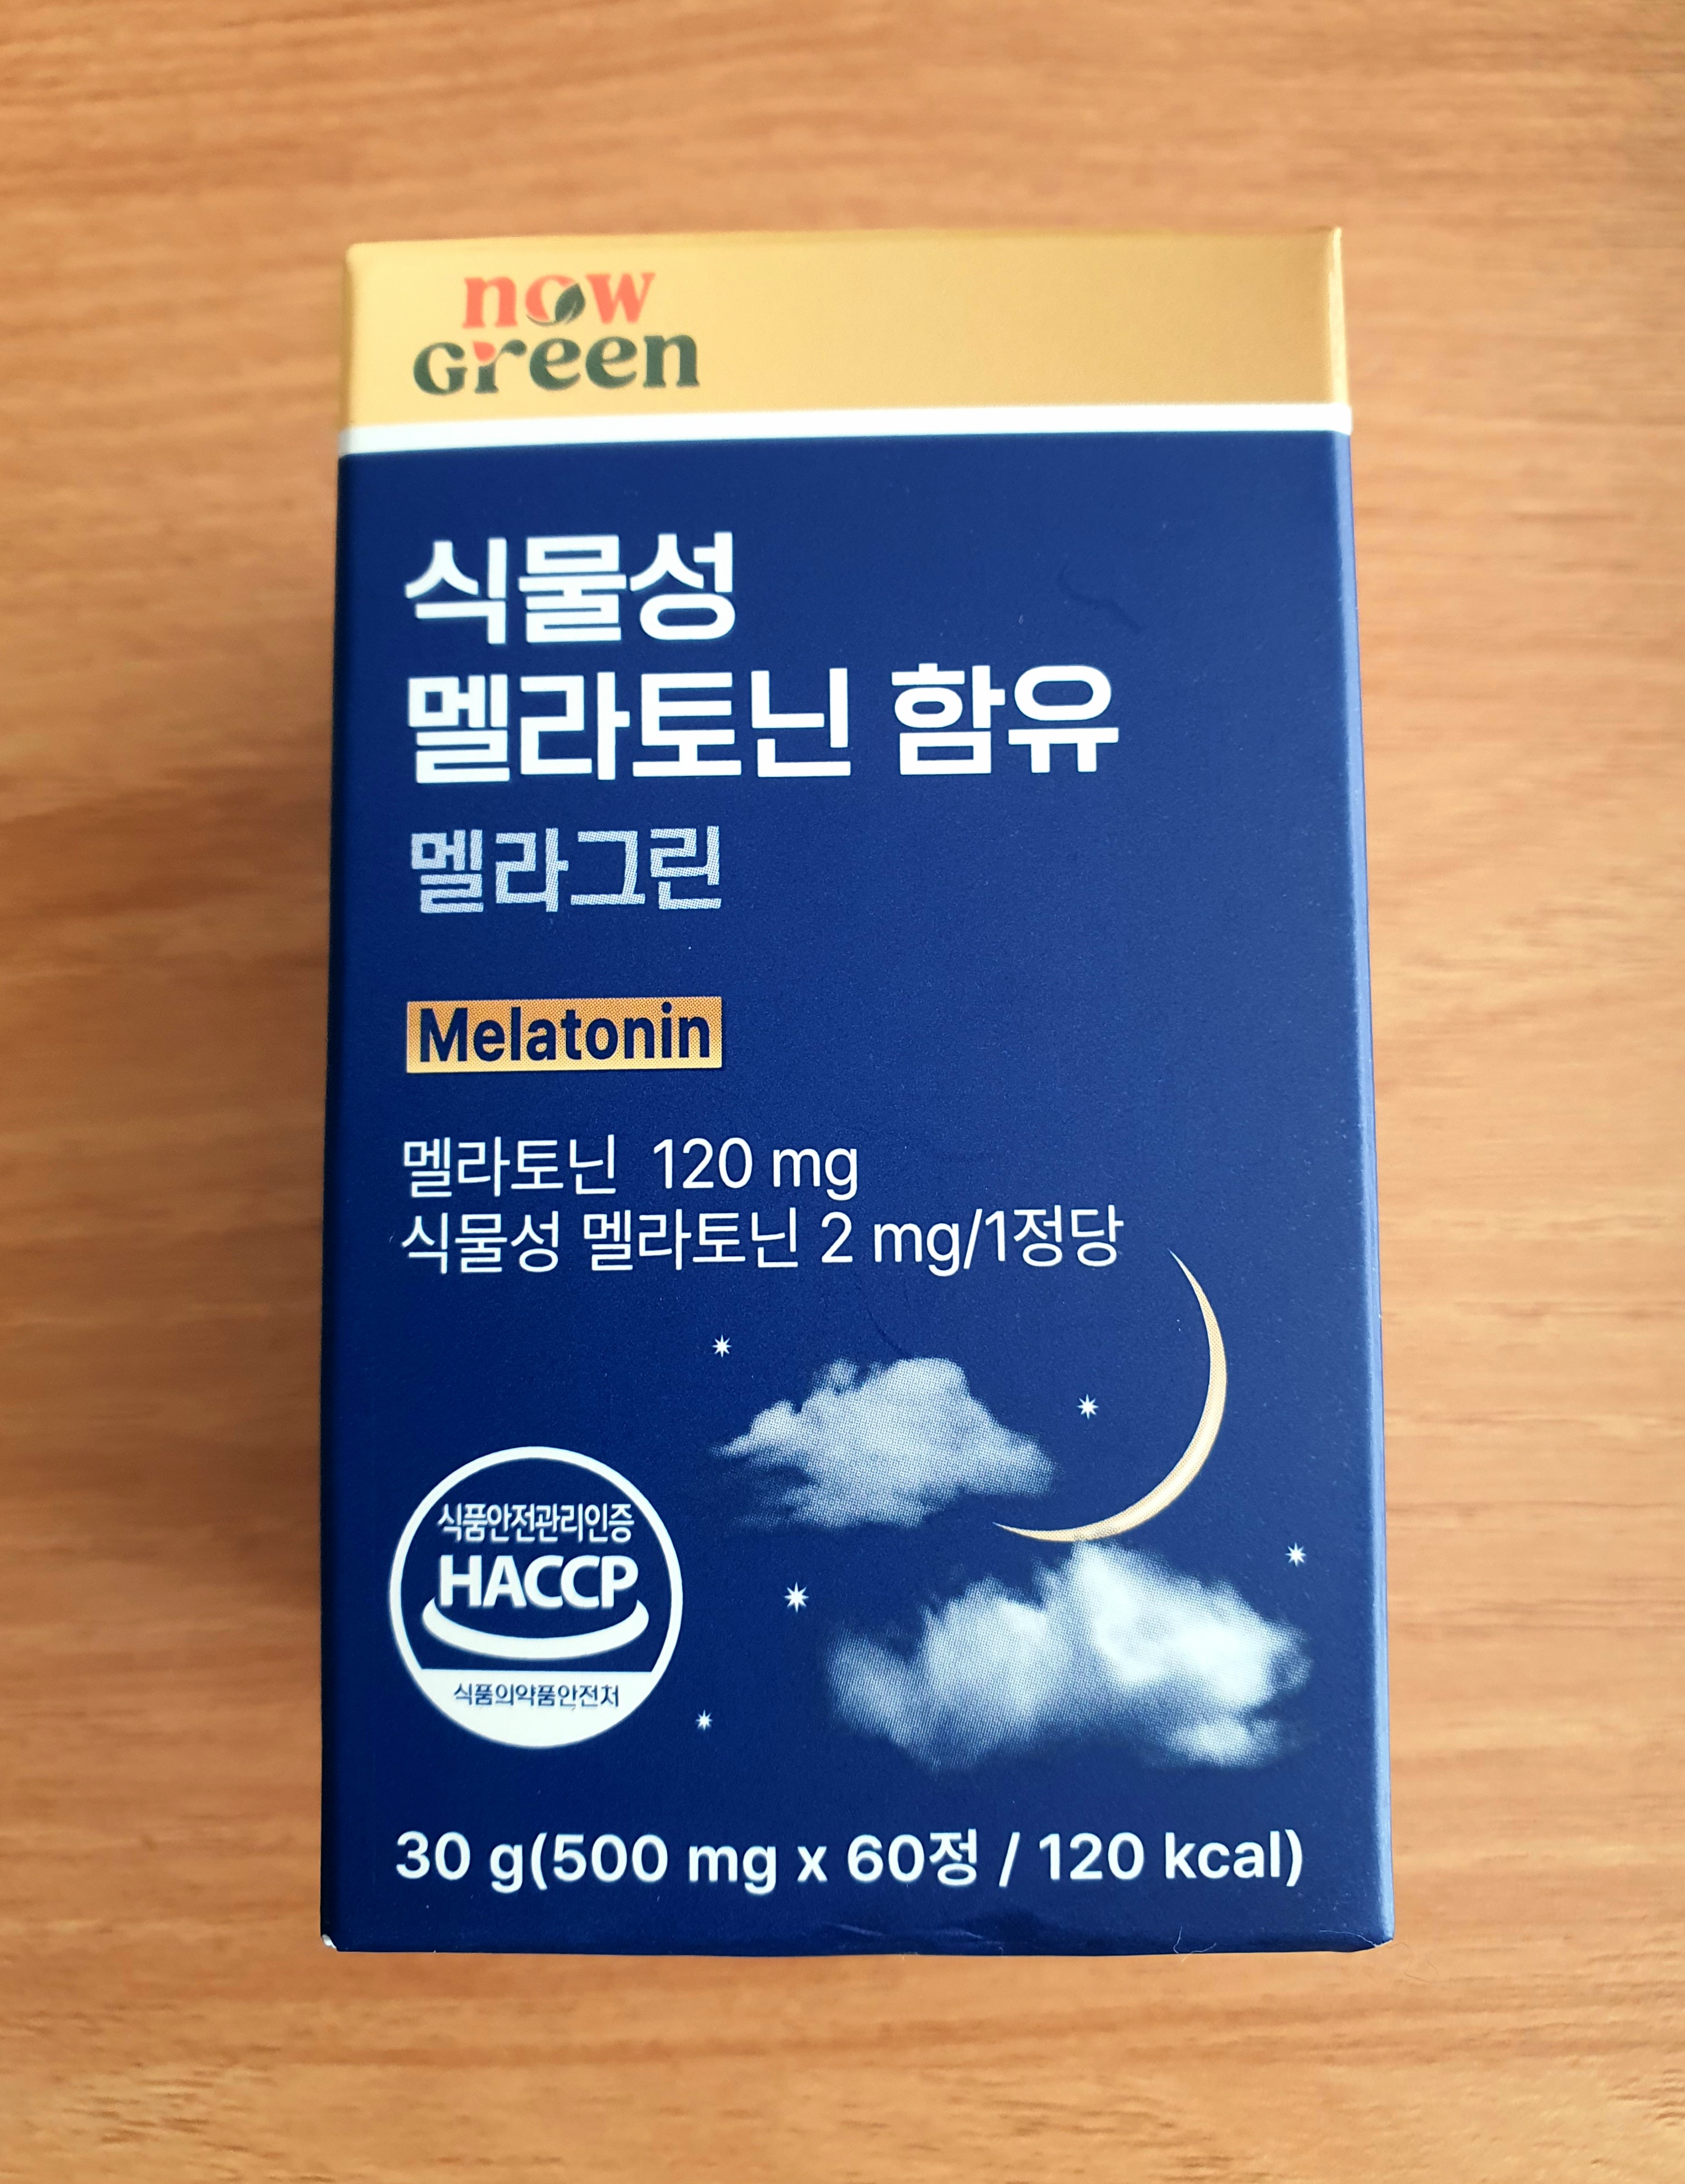 now
Green
식물성
멜라토닌 함유
멜라그린
Melatonin
멜라토닌 120 mg
식물성 멜라토닌 2 mg/1정당
식품안전관리인증
HACCP
식품의약품안전처
30 g(500 mg x 60정 / 120 kcal)